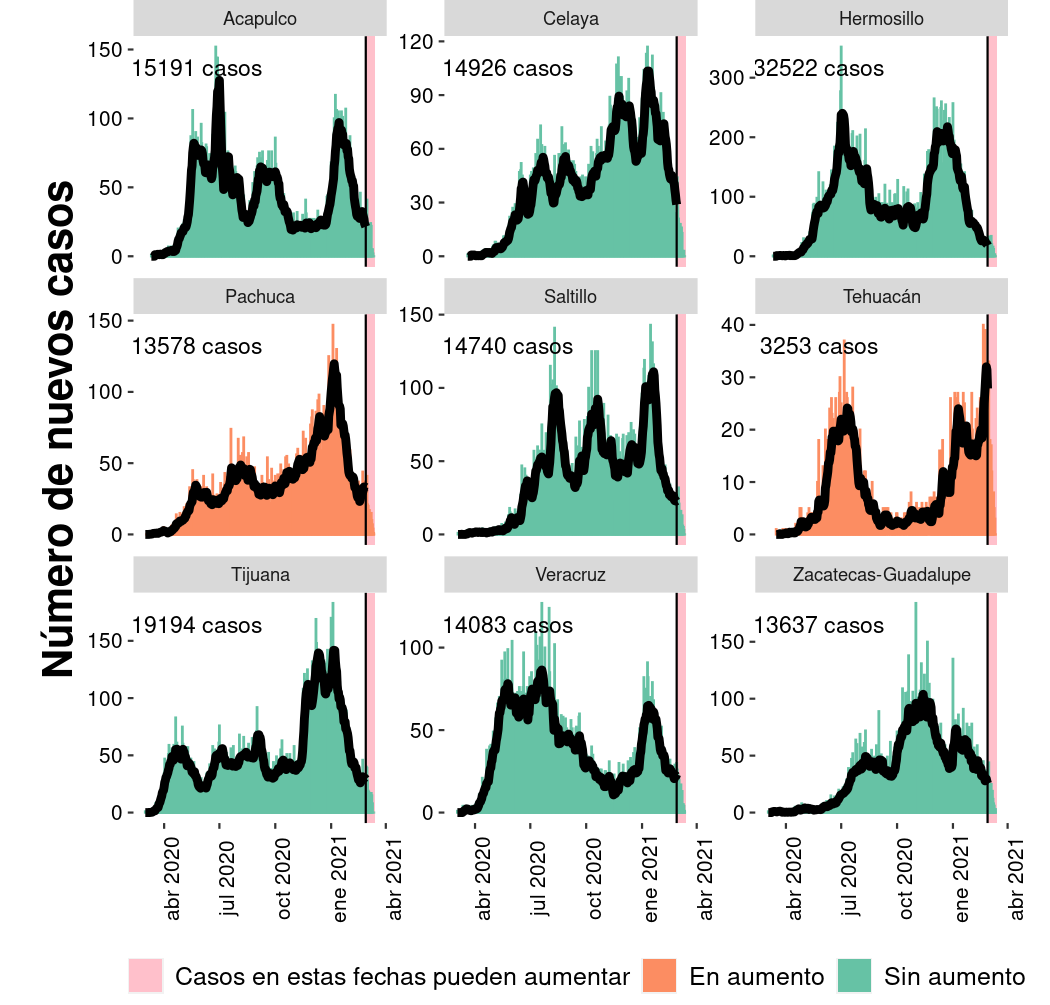 Número de nuevos casos
Acapulco
150
100
50
0
15191 casos
Celaya
120
90
60
30
0
14926 casos
Hermosillo
300
200
100
0
32522 casos
Pachuca
150
100
50
0
13578 casos
Saltillo
150
100
50
0
14740 casos
Tehuacán
40
30
20
10
0
3253 casos
Tijuana
150
100
50
0
19194 casos
Veracruz
100
50
0
14083 casos
Zacatecas-Guadalupe
150
100
50
0
13637 casos
abr 2020
jul 2020
oct 2020
ene 2021
abr 2021
abr 2020
jul 2020
oct 2020
ene 2021
abr 2021
abr 2020
jul 2020
oct 2020
ene 2021
abr 2021
Casos en estas fechas pueden aumentar
En aumento
Sin aumento